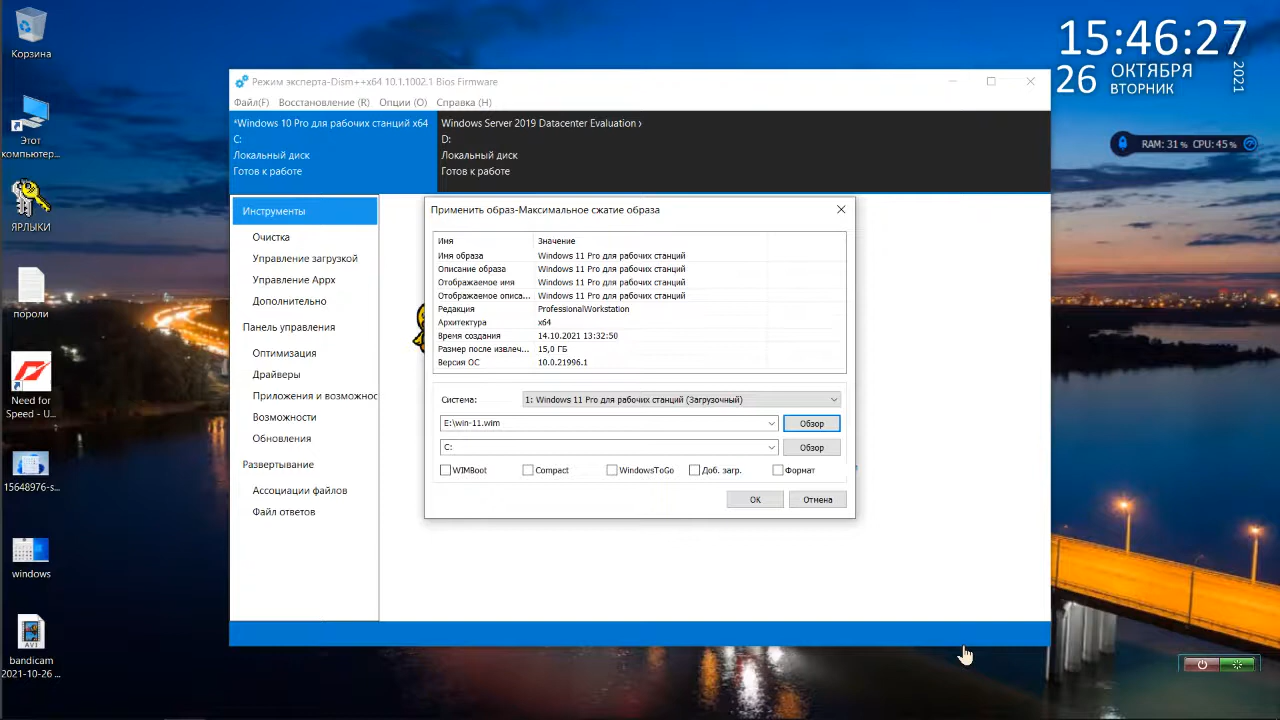 Корзина
Этот
компьютер...
ЯРЛЫКИ
пороли
Need for
Speed - U...
15648976-s...
windows
bandicam
2021-10-26 ...
15:46:27
26
ОКТЯБРЯ
ВТОРНИК
2021
RAM: 31 % CPU: 45 %
Режим эксперта-Dism++x64 10.1.1002.1 Bios Firmware
Файл(F) Восстановление (R) Опции (O) Справка (H)
*Windows 10 Pro для рабочих станций x64
C:
Локальный диск
Готов к работе
Windows Server 2019 Datacenter Evaluation ›
D:
Локальный диск
Готов к работе
Инструменты
Очистка
Управление загрузкой
Управление Appx
Дополнительно
Панель управления
Оптимизация
Драйверы
Приложения и возможнос
Возможности
Обновления
Развертывание
Ассоциации файлов
Файл ответов
Применить образ-Максимальное сжатие образа
Имя Значение
Имя образа Windows 11 Pro для рабочих станций
Описание образа Windows 11 Pro для рабочих станций
Отображаемое имя Windows 11 Pro для рабочих станций
Отображаемое описа... Windows 11 Pro для рабочих станций
Редакция ProfessionalWorkstation
Архитектура x64
Время создания 14.10.2021 13:32:50
Размер после извлеч... 15,0 ГБ
Версия ОС 10.0.21996.1
Система: 1: Windows 11 Pro для рабочих станций (Загрузочный)
E:\win-11.wim Обзор
C: Обзор
WIMBoot Compact WindowsToGo Доб. загр. Формат
ОК Отмена